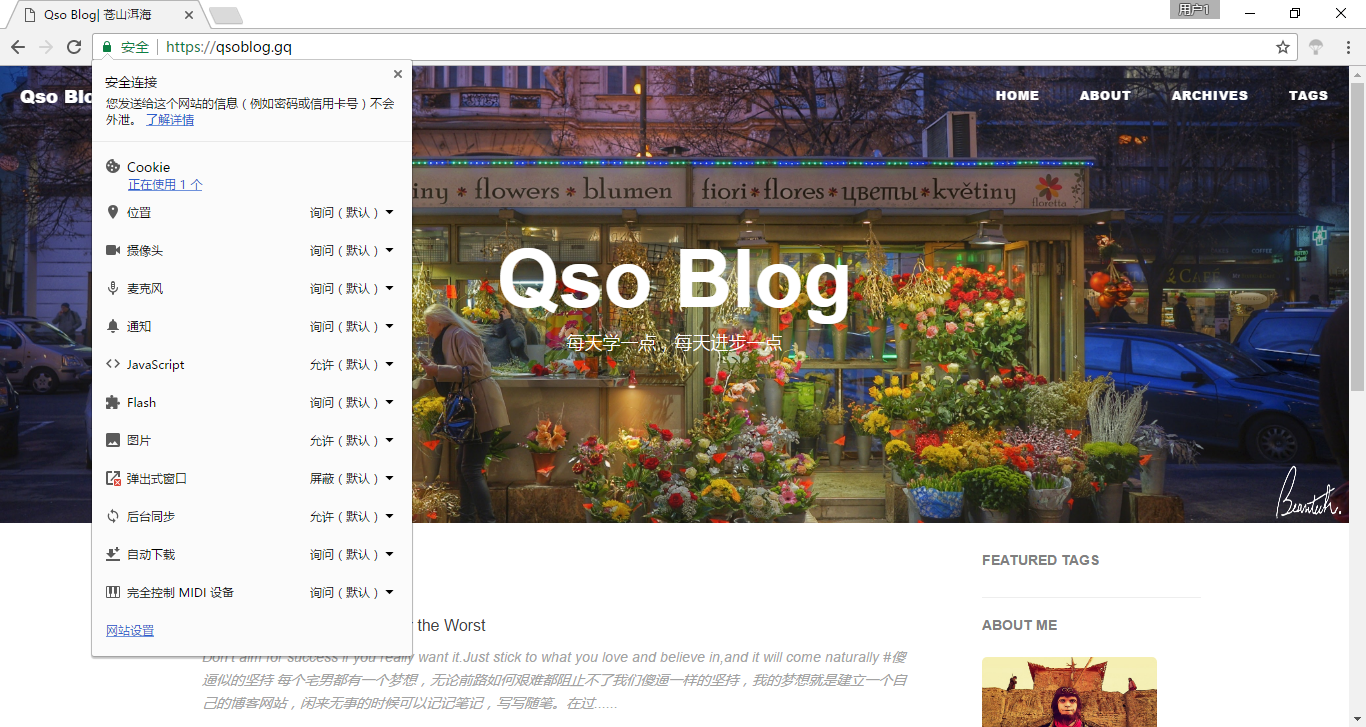 Qso Blog| 苍山洱海
用户1
安全
https://qsoblog.gq
安全连接
您发送给这个网站的信息（例如密码或信用卡号）不会
外泄。 了解详情
Cookie
正在使用 1 个
位置 询问（默认）
摄像头 询问（默认）
麦克风 询问（默认）
通知 询问（默认）
JavaScript 允许（默认）
Flash 询问（默认）
图片 允许（默认）
弹出式窗口 屏蔽（默认）
后台同步 允许（默认）
自动下载 询问（默认）
完全控制 MIDI 设备 询问（默认）
网站设置
Qso Blo
HOME ABOUT ARCHIVES TAGS
iny * flowers * blumen fiori * flores * цветы * květiny
floretta
CAFÉ
Qso Blog
每天学一点，每天进步一点
Beantech.
the Worst
Don't aim for success if you really want it.Just stick to what you love and believe in,and it will come naturally #傻
逼似的坚持 每个宅男都有一个梦想，无论前路如何艰难都阻止不了我们傻逼一样的坚持，我的梦想就是建立一个自
己的博客网站，闲来无事的时候可以记记笔记，写写随笔。在过......
FEATURED TAGS
ABOUT ME